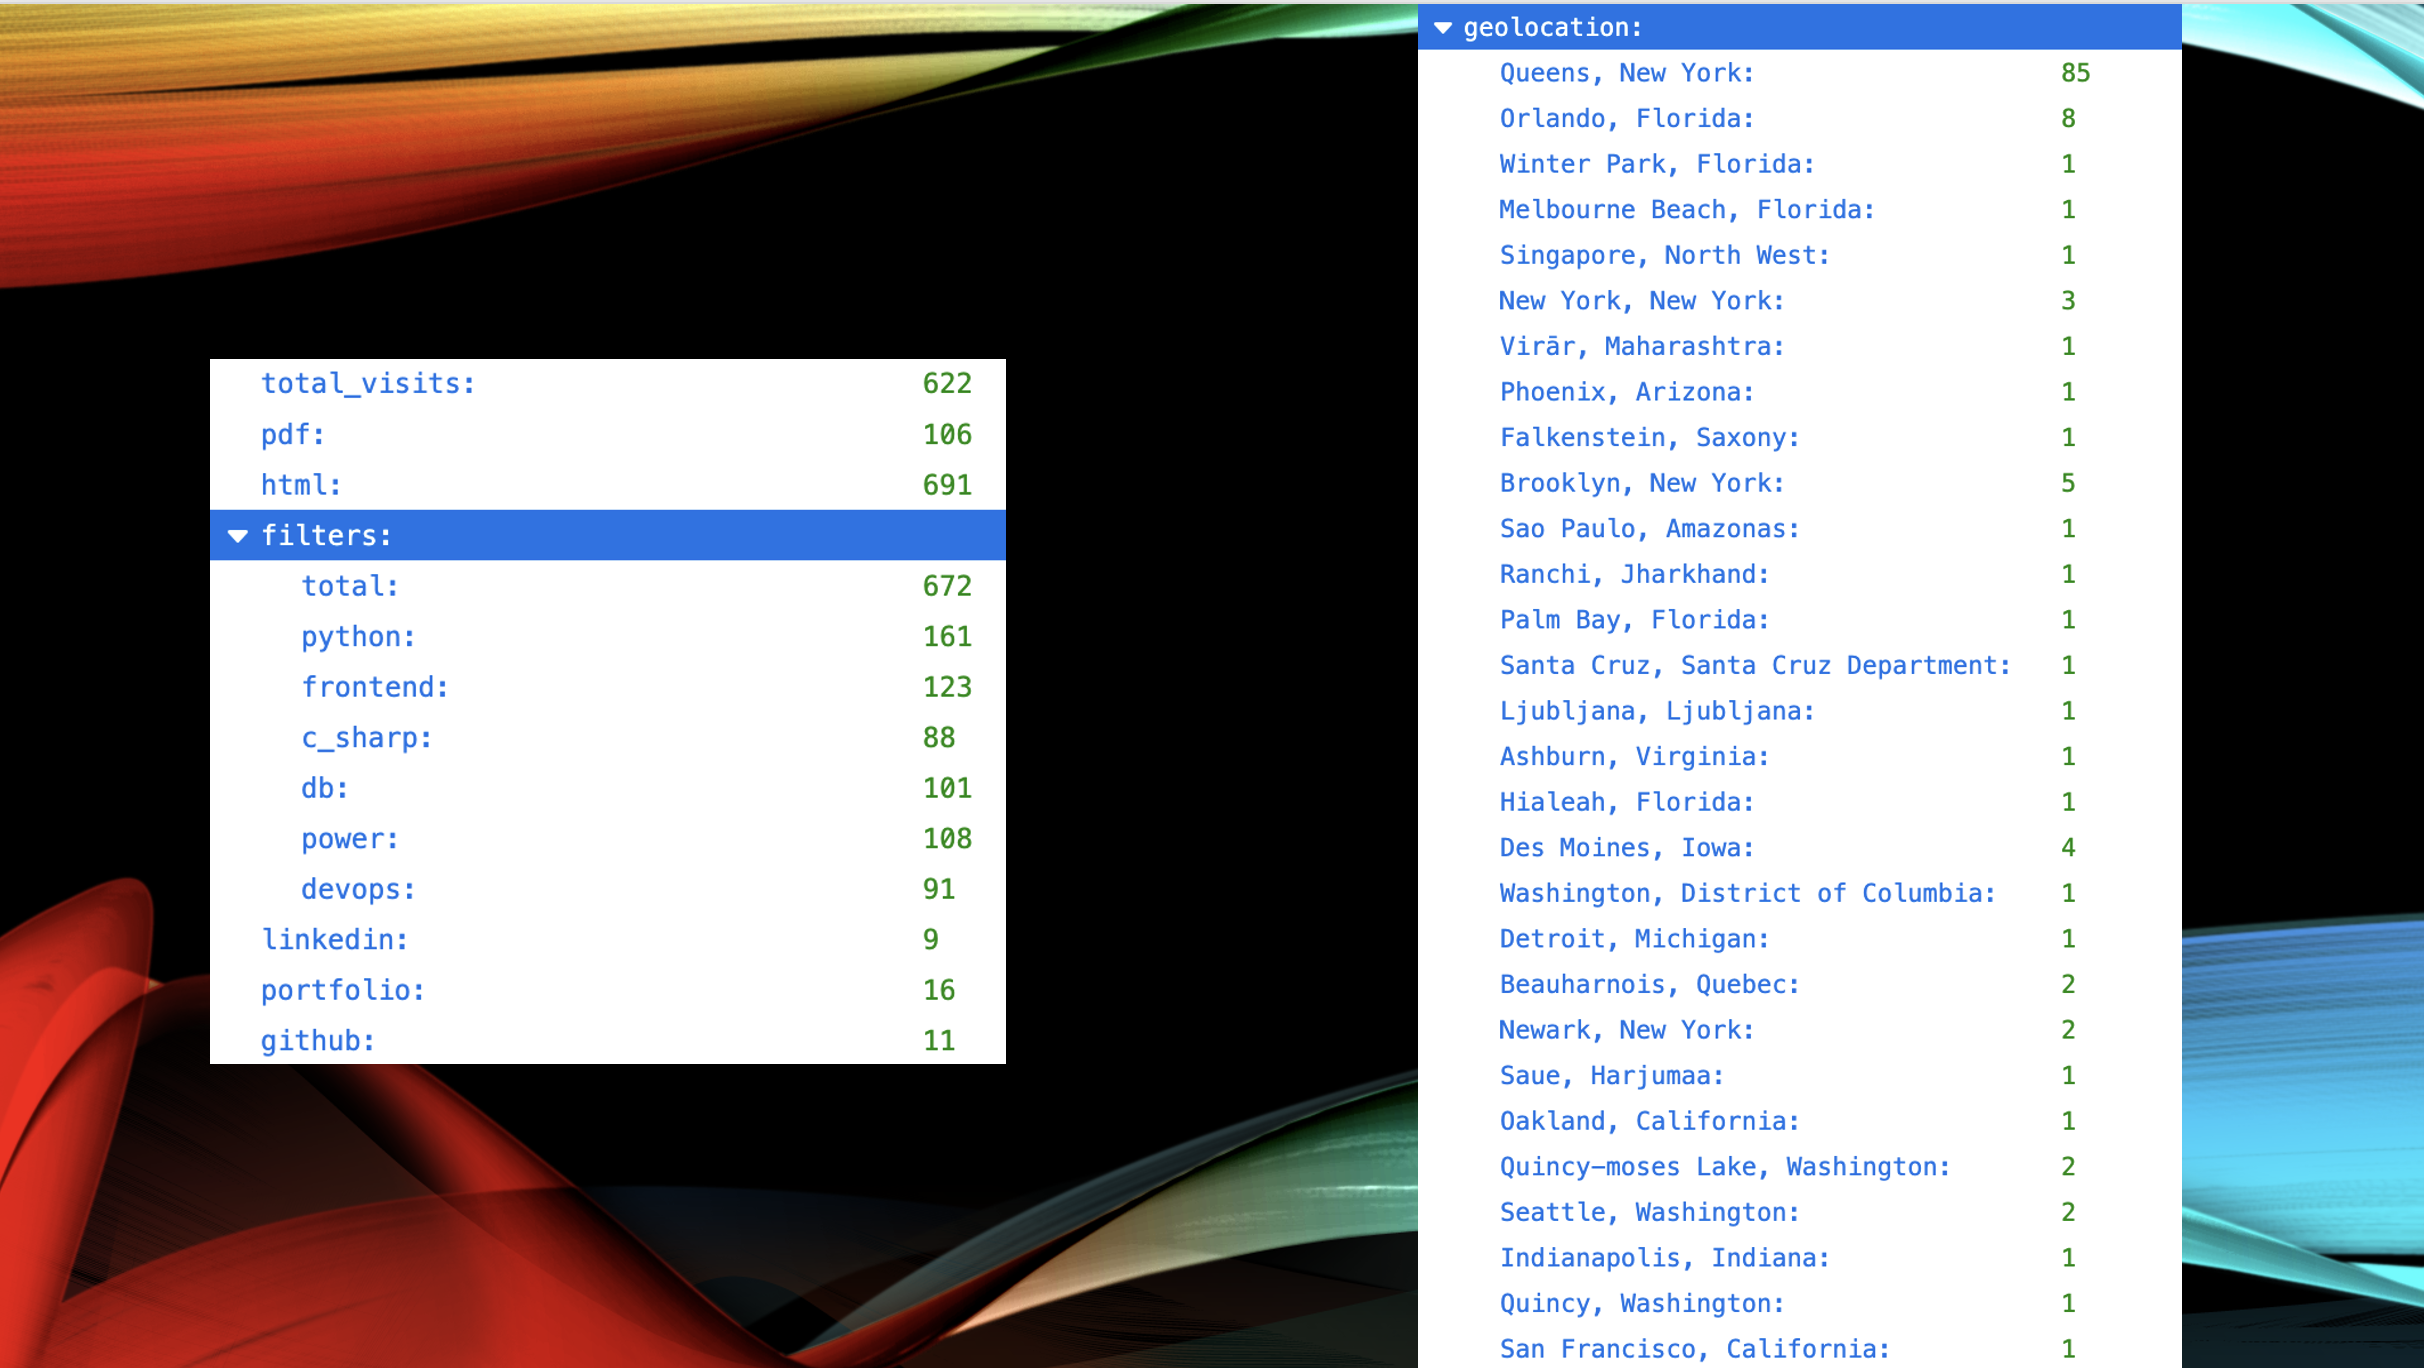 total_visits: 622
pdf: 106
html: 691
filters:
total: 672
python: 161
frontend: 123
c_sharp: 88
db: 101
power: 108
devops: 91
linkedin: 9
portfolio: 16
github: 11
geolocation:
Queens, New York: 85
Orlando, Florida: 8
Winter Park, Florida: 1
Melbourne Beach, Florida: 1
Singapore, North West: 1
New York, New York: 3
Virār, Maharashtra: 1
Phoenix, Arizona: 1
Falkenstein, Saxony: 1
Brooklyn, New York: 5
Sao Paulo, Amazonas: 1
Ranchi, Jharkhand: 1
Palm Bay, Florida: 1
Santa Cruz, Santa Cruz Department: 1
Ljubljana, Ljubljana: 1
Ashburn, Virginia: 1
Hialeah, Florida: 1
Des Moines, Iowa: 4
Washington, District of Columbia: 1
Detroit, Michigan: 1
Beauharnois, Quebec: 2
Newark, New York: 2
Saue, Harjumaa: 1
Oakland, California: 1
Quincy-moses Lake, Washington: 2
Seattle, Washington: 2
Indianapolis, Indiana: 1
Quincy, Washington: 1
San Francisco, California: 1